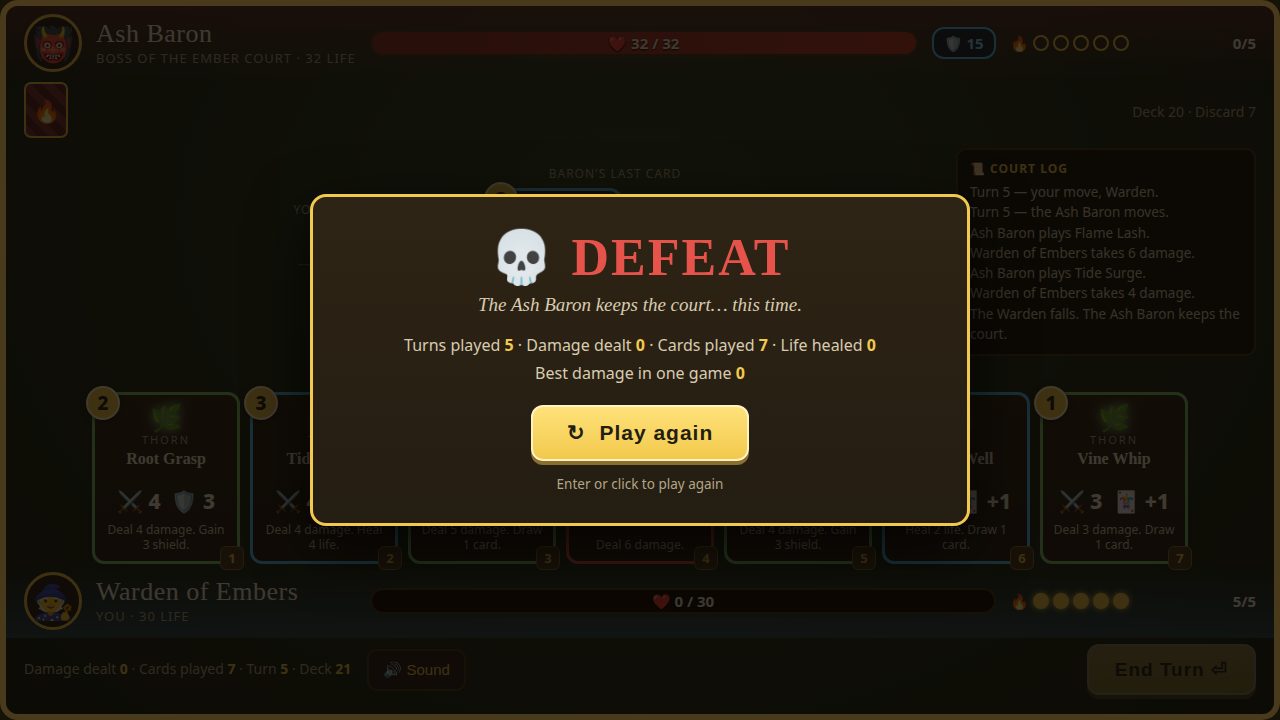 Ash Baron
BOSS OF THE EMBER COURT · 32 LIFE
32 / 32
15
0/5
Deck 20 · Discard 7
BARON'S LAST CARD
COURT LOG
Turn 5 — your move, Warden.
Turn 5 — the Ash Baron moves.
Ash Baron plays Flame Lash.
Warden of Embers takes 6 damage.
Ash Baron plays Tide Surge.
Warden of Embers takes 4 damage.
The Warden falls. The Ash Baron keeps the
court.
DEFEAT
The Ash Baron keeps the court… this time.
Turns played 5 · Damage dealt 0 · Cards played 7 · Life healed 0
Best damage in one game 0
↻ Play again
Enter or click to play again
2
THORN
Root Grasp
4 3
Deal 4 damage. Gain
3 shield.
1
3
Deal 4 damage. Heal
4 life.
2
Deal 5 damage. Draw
1 card.
3
Deal 6 damage.
4
Deal 4 damage. Gain
3 shield.
5
Well
+1
Heal 2 life. Draw 1
card.
6
1
THORN
Vine Whip
3 +1
Deal 3 damage. Draw
1 card.
7
Warden of Embers
YOU · 30 LIFE
0 / 30
5/5
Damage dealt 0 · Cards played 7 · Turn 5 · Deck 21
Sound
End Turn ⏎